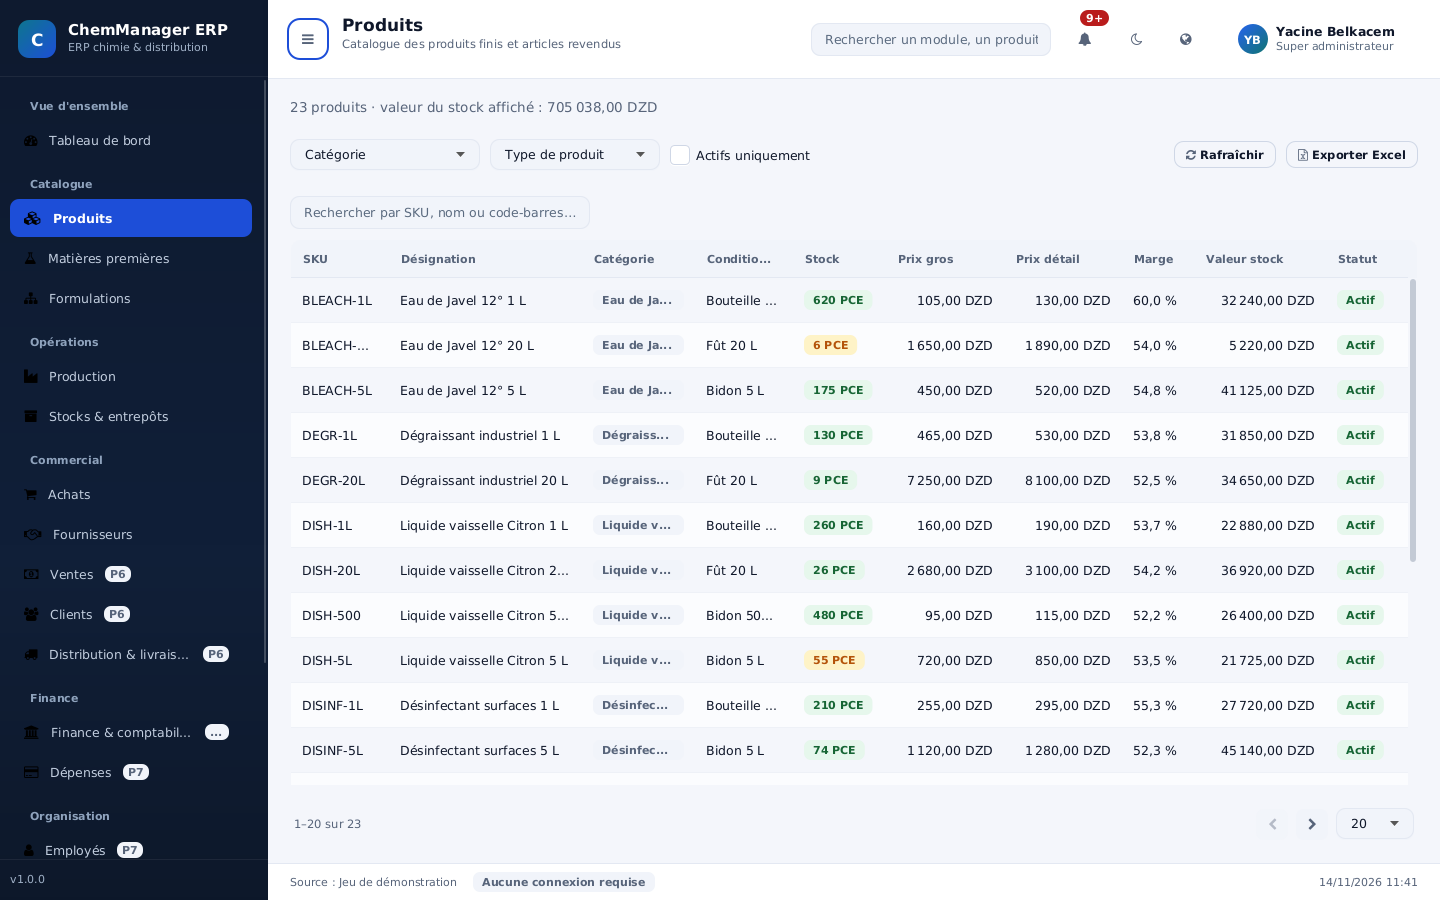 C
ChemManager ERP
ERP chimie & distribution
Vue d'ensemble
Tableau de bord
Catalogue
Produits
Matières premières
Formulations
Opérations
Production
Stocks & entrepôts
Commercial
Achats
Fournisseurs
Ventes P6
Clients P6
Distribution & livrais... P6
Finance
Finance & comptabil... ...
Dépenses P7
Organisation
Employés P7
v1.0.0
Produits
Catalogue des produits finis et articles revendus
Rechercher un module, un produit
9+
YB
Yacine Belkacem
Super administrateur
23 produits · valeur du stock affiché : 705 038,00 DZD
Catégorie
Type de produit
Actifs uniquement
Rafraîchir
Exporter Excel
Rechercher par SKU, nom ou code-barres...
SKU Désignation Catégorie Conditio... Stock Prix gros Prix détail Marge Valeur stock Statut
BLEACH-1L Eau de Javel 12° 1 L Eau de Ja... Bouteille ... 620 PCE 105,00 DZD 130,00 DZD 60,0 % 32 240,00 DZD Actif
BLEACH-... Eau de Javel 12° 20 L Eau de Ja... Fût 20 L 6 PCE 1 650,00 DZD 1 890,00 DZD 54,0 % 5 220,00 DZD Actif
BLEACH-5L Eau de Javel 12° 5 L Eau de Ja... Bidon 5 L 175 PCE 450,00 DZD 520,00 DZD 54,8 % 41 125,00 DZD Actif
DEGR-1L Dégraissant industriel 1 L Dégraiss... Bouteille ... 130 PCE 465,00 DZD 530,00 DZD 53,8 % 31 850,00 DZD Actif
DEGR-20L Dégraissant industriel 20 L Dégraiss... Fût 20 L 9 PCE 7 250,00 DZD 8 100,00 DZD 52,5 % 34 650,00 DZD Actif
DISH-1L Liquide vaisselle Citron 1 L Liquide v... Bouteille ... 260 PCE 160,00 DZD 190,00 DZD 53,7 % 22 880,00 DZD Actif
DISH-20L Liquide vaisselle Citron 2... Liquide v... Fût 20 L 26 PCE 2 680,00 DZD 3 100,00 DZD 54,2 % 36 920,00 DZD Actif
DISH-500 Liquide vaisselle Citron 5... Liquide v... Bidon 50... 480 PCE 95,00 DZD 115,00 DZD 52,2 % 26 400,00 DZD Actif
DISH-5L Liquide vaisselle Citron 5 L Liquide v... Bidon 5 L 55 PCE 720,00 DZD 850,00 DZD 53,5 % 21 725,00 DZD Actif
DISINF-1L Désinfectant surfaces 1 L Désinfec... Bouteille ... 210 PCE 255,00 DZD 295,00 DZD 55,3 % 27 720,00 DZD Actif
DISINF-5L Désinfectant surfaces 5 L Désinfec... Bidon 5 L 74 PCE 1 120,00 DZD 1 280,00 DZD 52,3 % 45 140,00 DZD Actif
1–20 sur 23
20
Source : Jeu de démonstration
Aucune connexion requise
14/11/2026 11:41